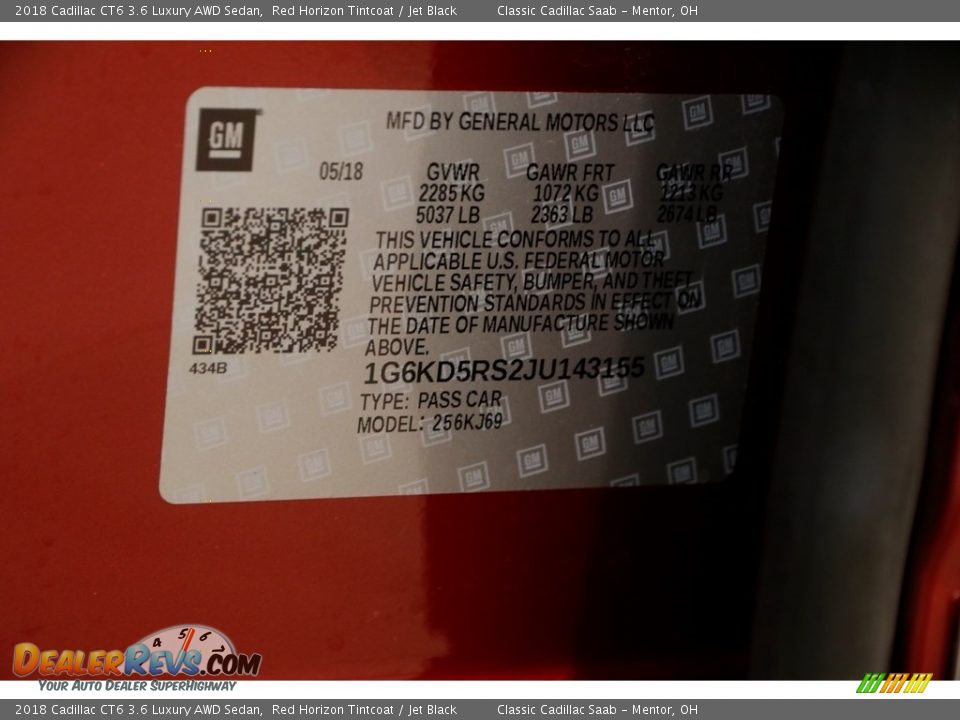 2018 Cadillac CT6 3.6 Luxury AWD Sedan, Red Horizon Tintcoat / Jet Black Classic Cadillac Saab - Mentor, OH
GM MFD BY GENERAL MOTORS LLC
05/18 GVWR GAWR FRT GAWR RR
2285 KG 1072 KG 1213 KG
5037 LB 2363 LB 2674 LB
THIS VEHICLE CONFORMS TO ALL
APPLICABLE U.S. FEDERAL MOTOR
VEHICLE SAFETY, BUMPER, AND THEFT
PREVENTION STANDARDS IN EFFECT ON
THE DATE OF MANUFACTURE SHOWN
ABOVE.
434B
1G6KD5RS2JU143155
TYPE: PASS CAR
MODEL: 256KJ69
4 5 6
DEALERREVS.COM
YOUR AUTO DEALER SUPERHIGHWAY
2018 Cadillac CT6 3.6 Luxury AWD Sedan, Red Horizon Tintcoat / Jet Black Classic Cadillac Saab - Mentor, OH